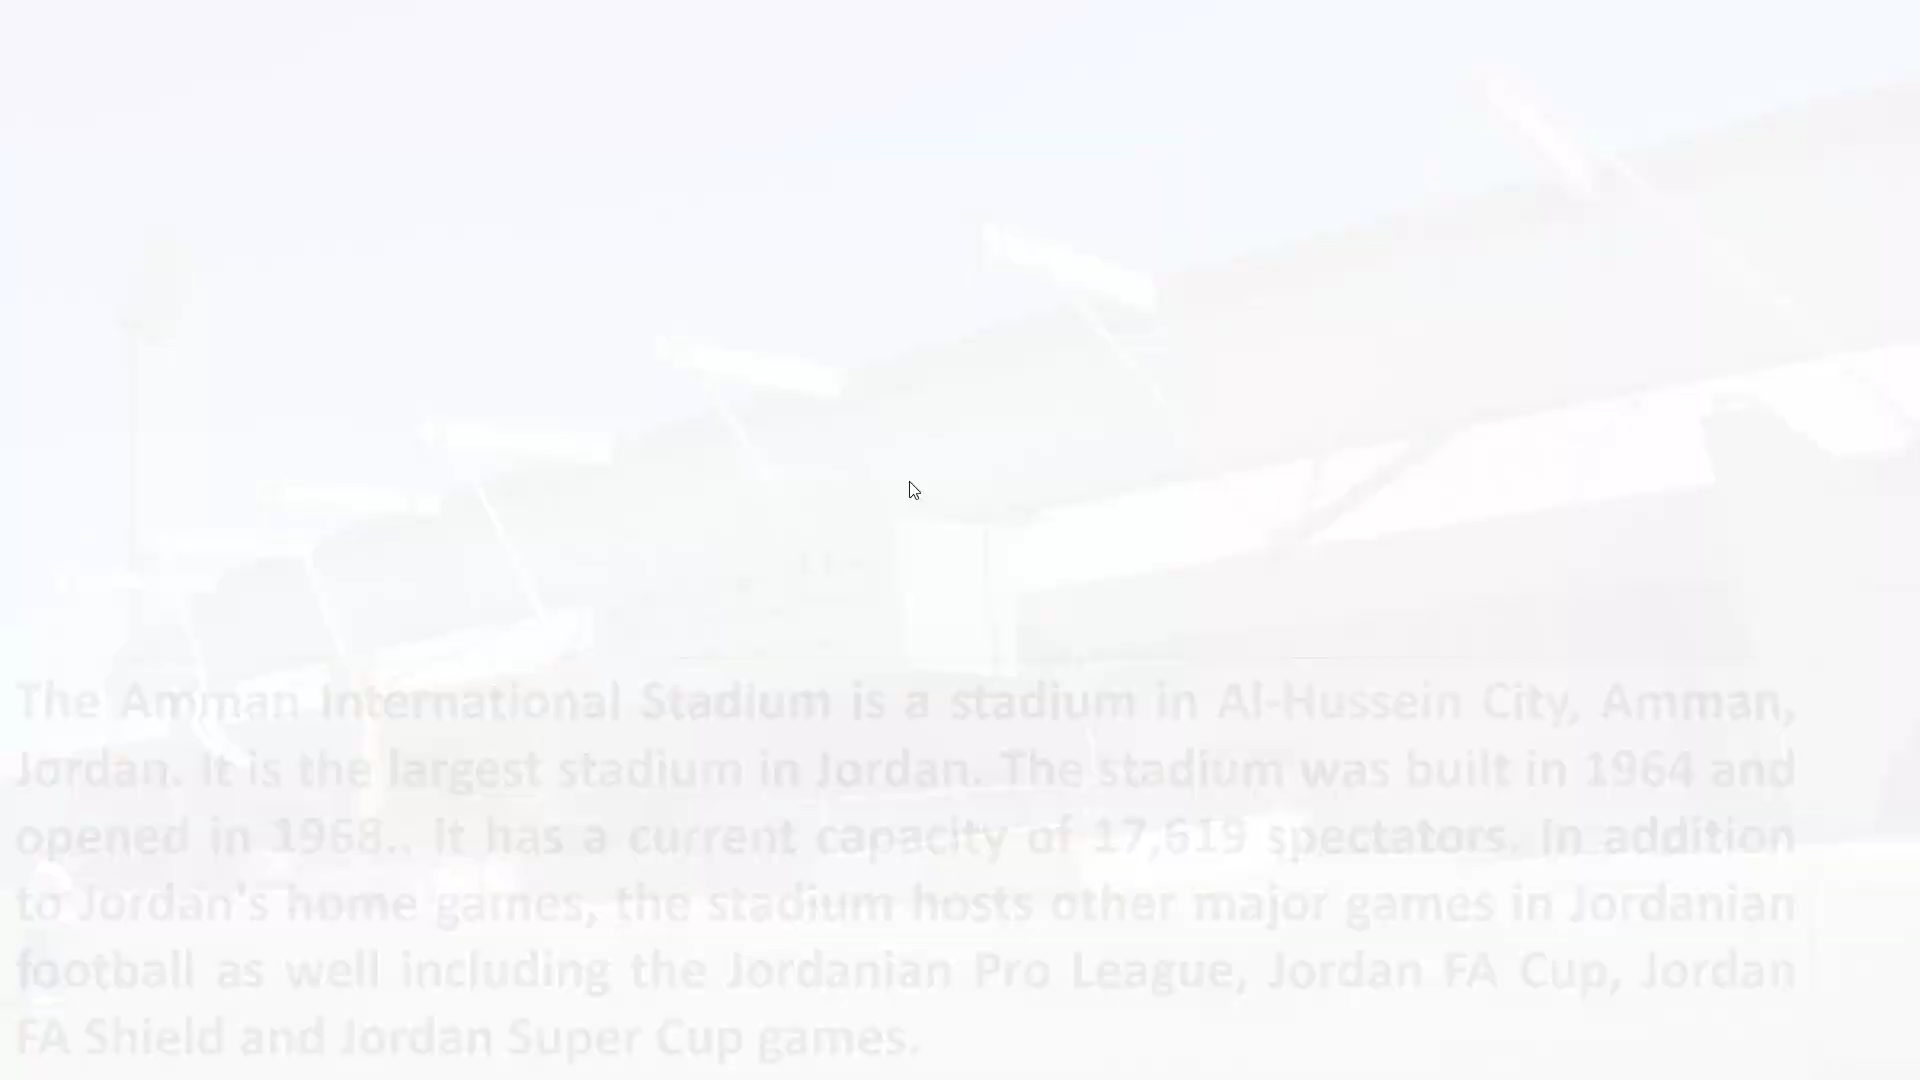 The Amman International Stadium is a stadium in Al-Hussein City, Amman,
Jordan. It is the largest stadium in Jordan. The stadium was built in 1964 and
opened in 1968.. It has a current capacity of 17,619 spectators. In addition
to Jordan's home games, the stadium hosts other major games in Jordanian
football as well including the Jordanian Pro League, Jordan FA Cup, Jordan
FA Shield and Jordan Super Cup games.